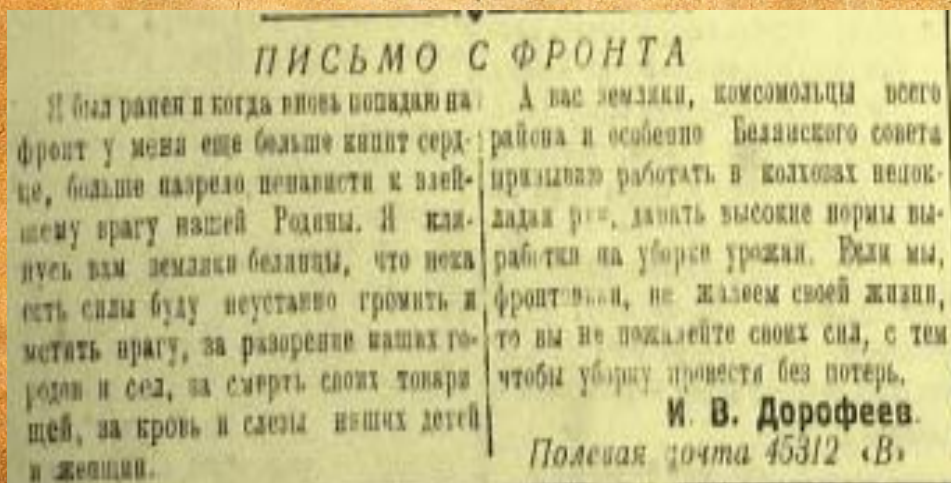 ПИСЬМО С ФРОНТА
Я был ранен и когда вновь попадаю на
фронт у меня еще больше кипит серд-
це, больше назрело ненависти к злей-
шему врагу нашей Родины. Я кля-
нусь вам земляки беланцы, что пока
есть силы буду неустанно громить и
мстить врагу, за разорение наших го-
родов и сел, за смерть своих товари
щей, за кровь и слезы наших детей
и женщин.
А вас земляки, комсомольцы всего
района и особенно Белянского совета
призываю работать в колхозах непок-
ладая рук, давать высокие нормы вы-
работки на уборке урожая. Если мы,
фронтовики, не жалеем своей жизни,
то вы не пожалейте своих сил, с тем
чтобы уборку провести без потерь.
И. В. Дорофеев.
Полевая почта 45312 «В»